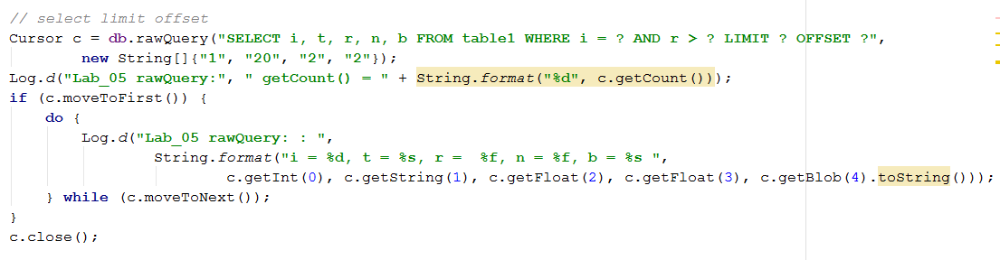 // select limit offset
Cursor c = db.rawQuery("SELECT i, t, r, n, b FROM table1 WHERE i = ? AND r > ? LIMIT ? OFFSET ?",
        new String[]{"1", "20", "2", "2"});
Log.d("Lab_05 rawQuery:", " getCount() = " + String.format("%d", c.getCount()));
if (c.moveToFirst()) {
    do {
        Log.d("Lab_05 rawQuery: : ",
                String.format("i = %d, t = %s, r =  %f, n = %f, b = %s ",
                        c.getInt(0), c.getString(1), c.getFloat(2), c.getFloat(3), c.getBlob(4).toString()));
    } while (c.moveToNext());
}
c.close();